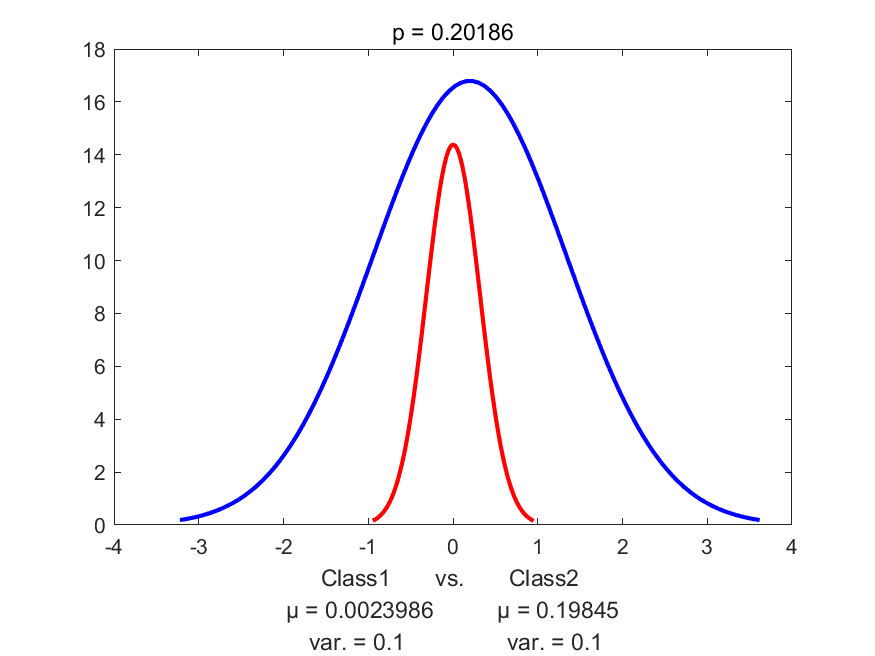 p = 0.20186
18
16
14
12
10
8
6
4
2
0
-4 -3 -2 -1 0 1 2 3 4
Class1 vs. Class2
μ = 0.0023986 μ = 0.19845
var. = 0.1 var. = 0.1